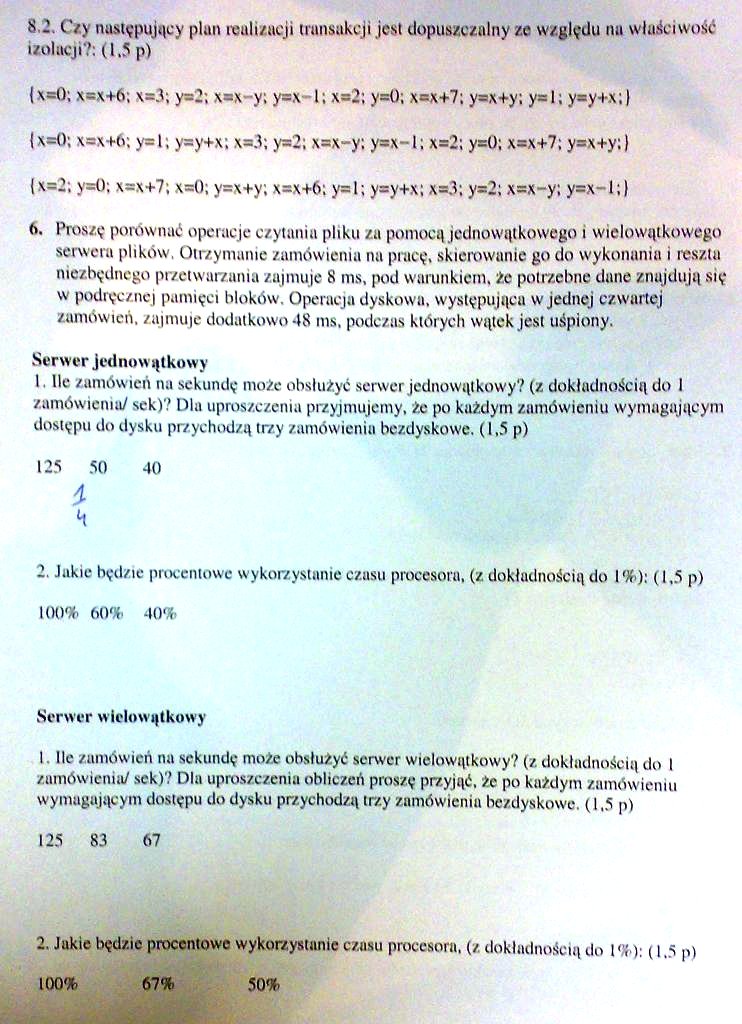 8.2. Czy następujący plan realizacji transakcji jest dopuszczalny ze względu na właściwość
izolacji?: (1,5 p)
{x=0; x=x+6; x=3; y=2; x=x-y; y=x-1; x=2; y=0; x=x+7; y=x+y; y=1; y=y+x;}
{x=0; x=x+6; y=1; y=y+x; x=3; y=2; x=x-y; y=x-1; x=2; y=0; x=x+7; y=x+y;}
{x=2; y=0; x=x+7; x=0; y=x+y; x=x+6; y=1; y=y+x; x=3; y=2; x=x-y; y=x-1;}
6. Proszę porównać operacje czytania pliku za pomocą jednowątkowego i wielowątkowego
serwera plików. Otrzymanie zamówienia na pracę, skierowanie go do wykonania i reszta
niezbędnego przetwarzania zajmuje 8 ms, pod warunkiem, że potrzebne dane znajdują się
w podręcznej pamięci bloków. Operacja dyskowa, występująca w jednej czwartej
zamówień, zajmuje dodatkowo 48 ms, podczas których wątek jest uśpiony.
Serwer jednowątkowy
1. Ile zamówień na sekundę może obsłużyć serwer jednowątkowy? (z dokładnością do 1
zamówienia/ sek)? Dla uproszczenia przyjmujemy, że po każdym zamówieniu wymagającym
dostępu do dysku przychodzą trzy zamówienia bezdyskowe. (1,5 p)
125 50 40
1
4
2. Jakie będzie procentowe wykorzystanie czasu procesora, (z dokładnością do 1%): (1,5 p)
100% 60% 40%
Serwer wielowątkowy
1. Ile zamówień na sekundę może obsłużyć serwer wielowątkowy? (z dokładnością do 1
zamówienia/ sek)? Dla uproszczenia obliczeń proszę przyjąć, że po każdym zamówieniu
wymagającym dostępu do dysku przychodzą trzy zamówienia bezdyskowe. (1,5 p)
125 83 67
2. Jakie będzie procentowe wykorzystanie czasu procesora, (z dokładnością do 1%): (1,5 p)
100% 67% 50%